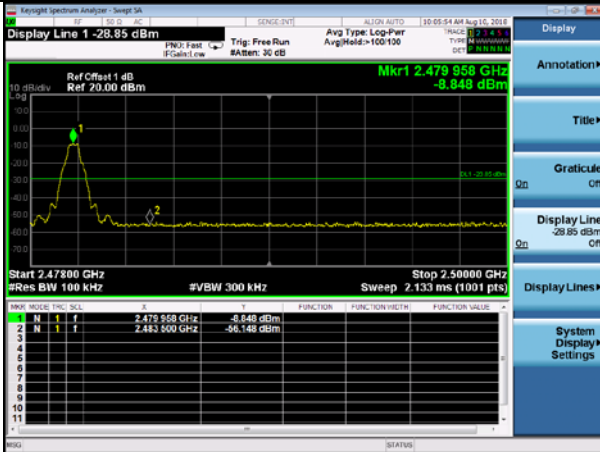 Keysight Spectrum Analyzer - Swept SA
RF 50 Ω AC SENSE:INT ALIGN AUTO 10:05:54 AM Aug 10, 2018
Display Line 1 -28.85 dBm
PNO: Fast
IFGain:Low
Trig: Free Run
#Atten: 30 dB
Avg Type: Log-Pwr
Avg|Hold:>100/100
TRACE 1 2 3 4 5 6
TYPE
DET P N N N N N
Ref Offset 1 dB
10 dB/div Ref 20.00 dBm
Log
Mkr1 2.479 958 GHz
-8.848 dBm
10.0
0.00
-10.0
-20.0
-30.0
-40.0
-50.0
-60.0
-70.0
1
2
DL1 -28.85 dBm
Start 2.47800 GHz Stop 2.50000 GHz
#Res BW 100 kHz #VBW 300 kHz Sweep 2.133 ms (1001 pts)
MKR MODE TRC SCL X Y FUNCTION FUNCTION WIDTH FUNCTION VALUE
1 N 1 f 2.479 958 GHz -8.848 dBm
2 N 1 f 2.483 500 GHz -56.148 dBm
3
4
5
6
7
8
9
10
11
MSG STATUS
Display
Annotation
Title
Graticule
On Off
Display Line
-28.85 dBm
On Off
Display Lines
System
Display
Settings